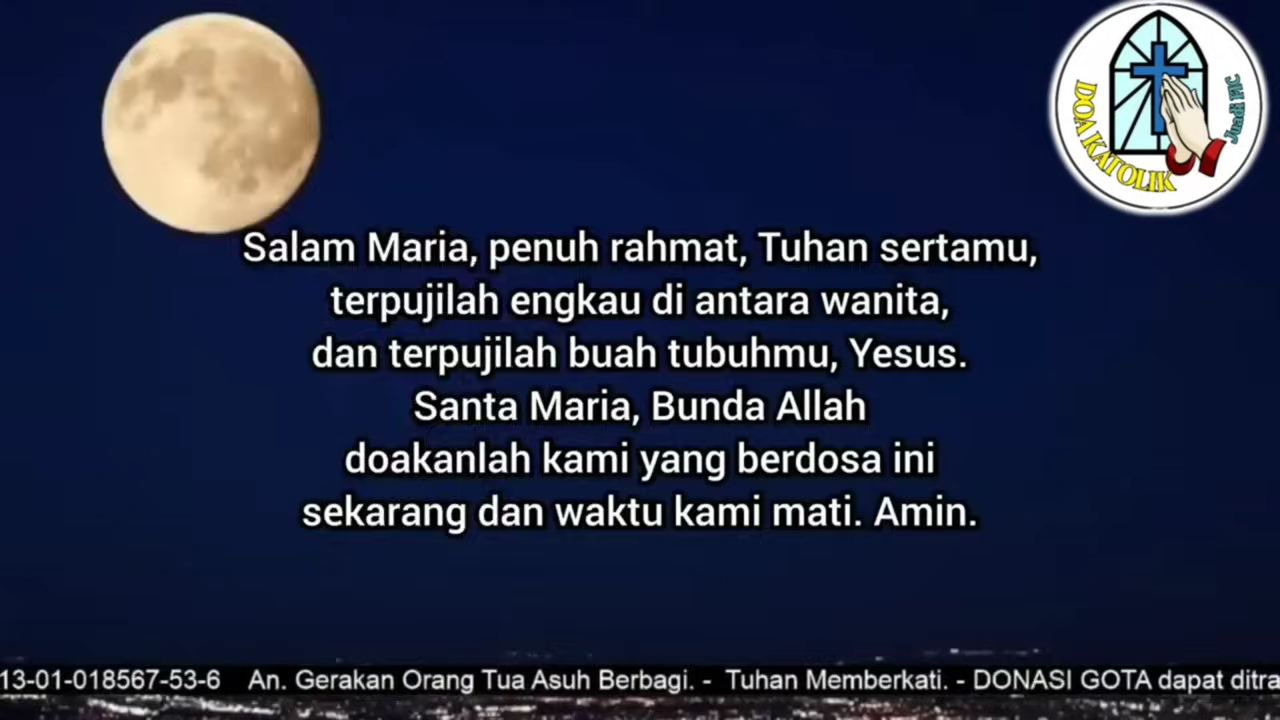 DOA KATOLIK
Juadi FIC
Salam Maria, penuh rahmat, Tuhan sertamu,
terpujilah engkau di antara wanita,
dan terpujilah buah tubuhmu, Yesus.
Santa Maria, Bunda Allah
doakanlah kami yang berdosa ini
sekarang dan waktu kami mati. Amin.
13-01-018567-53-6 An. Gerakan Orang Tua Asuh Berbagi. - Tuhan Memberkati. - DONASI GOTA dapat ditra